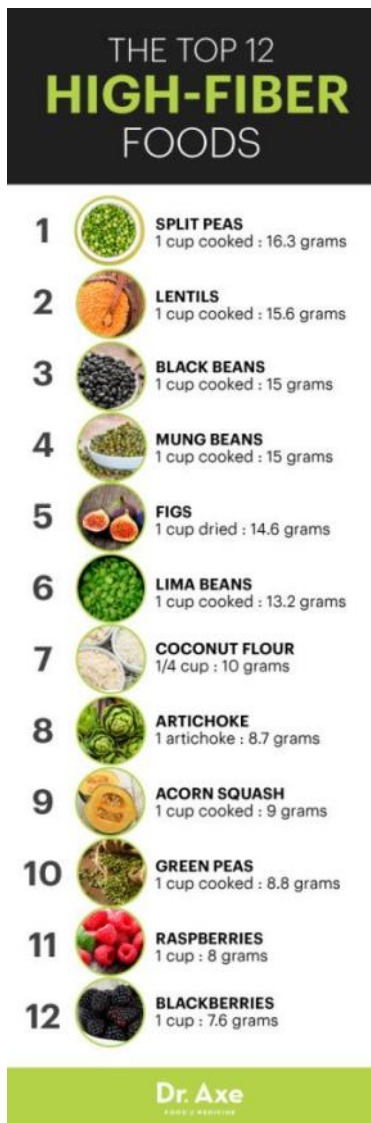 THE TOP 12
HIGH-FIBER
FOODS
1
SPLIT PEAS
1 cup cooked : 16.3 grams
2
LENTILS
1 cup cooked : 15.6 grams
3
BLACK BEANS
1 cup cooked : 15 grams
4
MUNG BEANS
1 cup cooked : 15 grams
5
FIGS
1 cup dried : 14.6 grams
6
LIMA BEANS
1 cup cooked : 13.2 grams
7
COCONUT FLOUR
1/4 cup : 10 grams
8
ARTICHOKE
1 artichoke : 8.7 grams
9
ACORN SQUASH
1 cup cooked : 9 grams
10
GREEN PEAS
1 cup cooked : 8.8 grams
11
RASPBERRIES
1 cup : 8 grams
12
BLACKBERRIES
1 cup : 7.6 grams
Dr. Axe
FOOD & MEDICINE